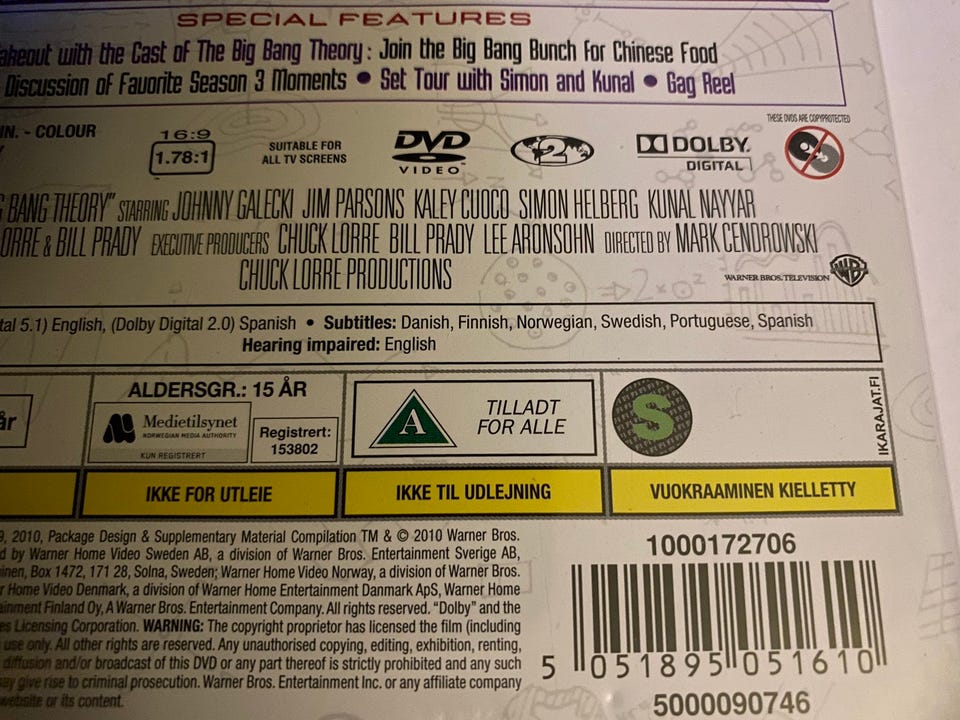 SPECIAL FEATURES
akeout with the Cast of The Big Bang Theory: Join the Big Bang Bunch for Chinese Food
Discussion of Favorite Season 3 Moments • Set Tour with Simon and Kunal • Gag Reel
IN. - COLOUR
16:9
1.78:1
SUITABLE FOR
ALL TV SCREENS
DVD
VIDEO
2
DOLBY
DIGITAL
THESE DVDS ARE COPYPROTECTED
BANG THEORY" STARRING JOHNNY GALECKI JIM PARSONS KALEY CUOCO SIMON HELBERG KUNAL NAYYAR
ORRE & BILL PRADY EXECUTIVE PRODUCERS CHUCK LORRE BILL PRADY LEE ARONSOHN DIRECTED BY MARK CENDROWSKI
CHUCK LORRE PRODUCTIONS
WARNER BROS. TELEVISION
WB
tal 5.1) English, (Dolby Digital 2.0) Spanish • Subtitles: Danish, Finnish, Norwegian, Swedish, Portuguese, Spanish
Hearing impaired: English
år
ALDERSGR.: 15 ÅR
Medietilsynet
NORWEGIAN MEDIA AUTHORITY
KUN REGISTRERT
Registrert:
153802
A
TILLADT
FOR ALLE
S
IKARAJAT.FI
IKKE FOR UTLEIE
IKKE TIL UDLEJNING
VUOKRAAMINEN KIELLETTY
9, 2010, Package Design & Supplementary Material Compilation TM & © 2010 Warner Bros.
d by Warner Home Video Sweden AB, a division of Warner Bros. Entertainment Sverige AB,
inen, Box 1472, 171 28, Solna, Sweden; Warner Home Video Norway, a division of Warner Bros.
r Home Video Denmark, a division of Warner Home Entertainment Danmark ApS, Warner Home
ainment Finland Oy, A Warner Bros. Entertainment Company. All rights reserved. "Dolby" and the
es Licensing Corporation. WARNING: The copyright proprietor has licensed the film (including
use only. All other rights are reserved. Any unauthorised copying, editing, exhibition, renting,
diffusion and/or broadcast of this DVD or any part thereof is strictly prohibited and any such
ay give rise to criminal prosecution. Warner Bros. Entertainment Inc. or any affiliate company
website or its content.
1000172706
5 051895 051610
5000090746